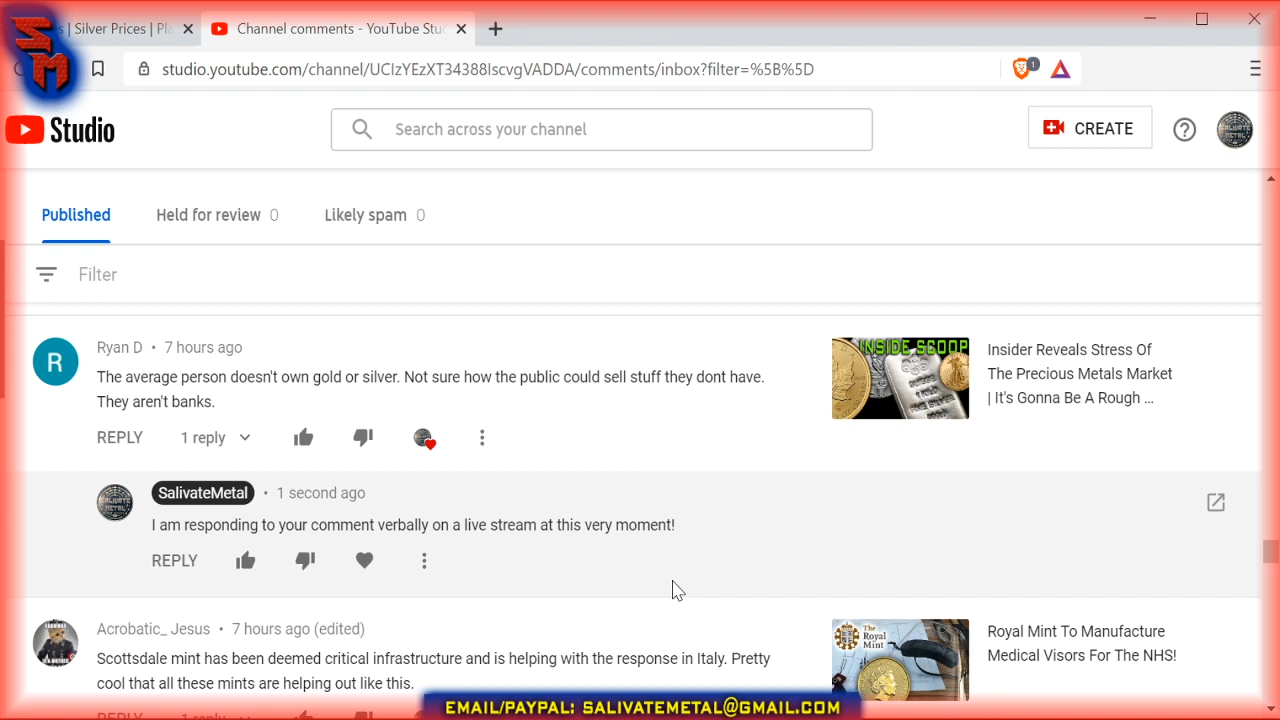 SM
s | Silver Prices | Pla
Channel comments - YouTube Stu
studio.youtube.com/channel/UCIzYEzXT34388IscvgVADDA/comments/inbox?filter=%5B%5D
1
Studio
Search across your channel
CREATE
Published
Held for review 0
Likely spam 0
Filter
R
Ryan D • 7 hours ago
The average person doesn't own gold or silver. Not sure how the public could sell stuff they dont have.
They aren't banks.
REPLY
1 reply
INSIDE SCOOP
Insider Reveals Stress Of
The Precious Metals Market
| It's Gonna Be A Rough ...
SalivateMetal • 1 second ago
I am responding to your comment verbally on a live stream at this very moment!
REPLY
Acrobatic_ Jesus • 7 hours ago (edited)
Scottsdale mint has been deemed critical infrastructure and is helping with the response in Italy. Pretty
cool that all these mints are helping out like this.
REPLY
1 reply
The
Royal
Mint
Royal Mint To Manufacture
Medical Visors For The NHS!
EMAIL/PAYPAL: SALIVATEMETAL@GMAIL.COM